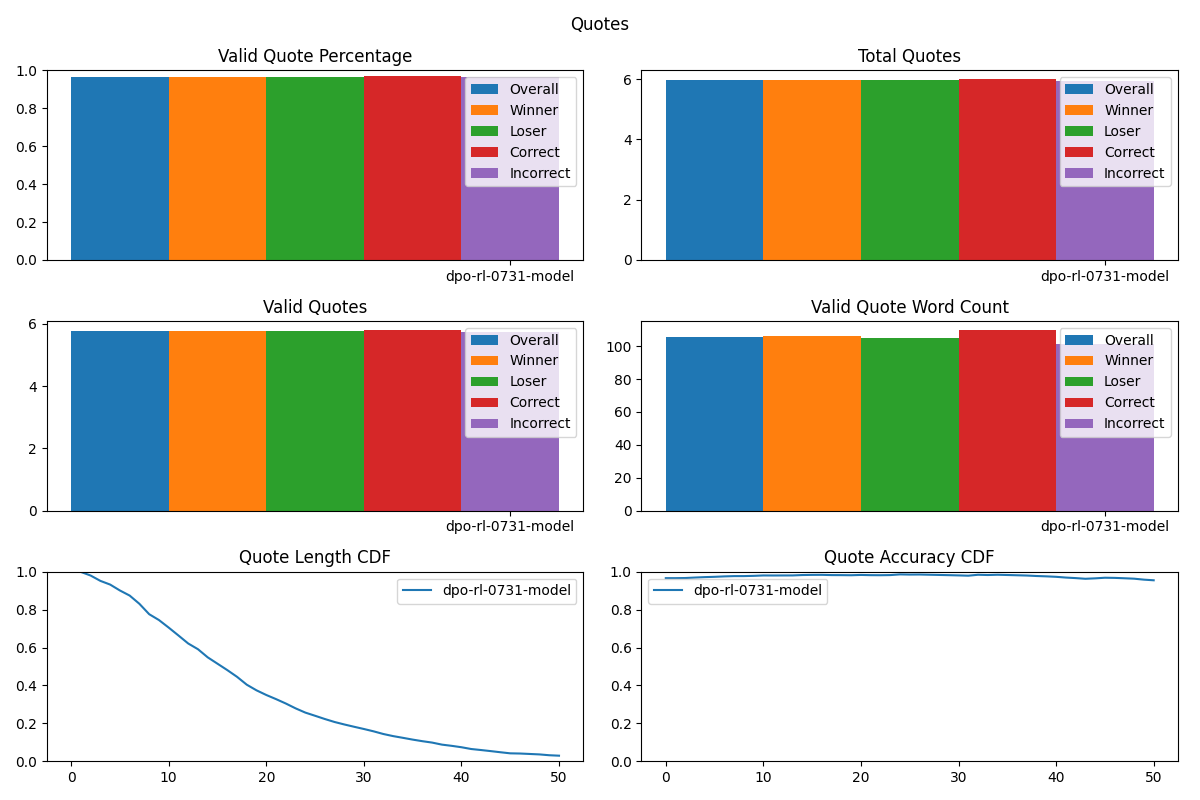 Quotes
Valid Quote Percentage
1.0
0.8
0.6
0.4
0.2
0.0
Overall
Winner
Loser
Correct
Incorrect
dpo-rl-0731-model
Total Quotes
6
4
2
0
Overall
Winner
Loser
Correct
Incorrect
dpo-rl-0731-model
Valid Quotes
6
4
2
0
Overall
Winner
Loser
Correct
Incorrect
dpo-rl-0731-model
Valid Quote Word Count
100
80
60
40
20
0
Overall
Winner
Loser
Correct
Incorrect
dpo-rl-0731-model
Quote Length CDF
1.0
0.8
0.6
0.4
0.2
0.0
dpo-rl-0731-model
0 10 20 30 40 50
Quote Accuracy CDF
1.0
0.8
0.6
0.4
0.2
0.0
dpo-rl-0731-model
0 10 20 30 40 50